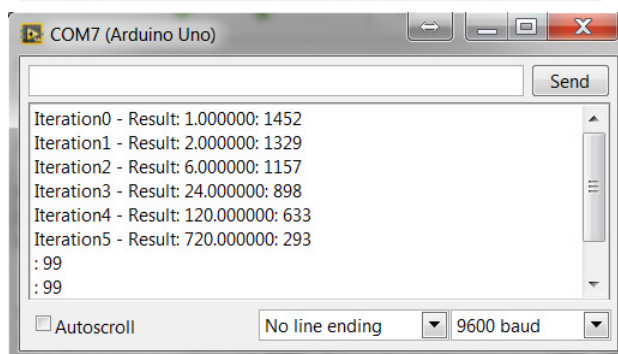 COM7 (Arduino Uno)
Send
Iteration0 - Result: 1.000000: 1452
Iteration1 - Result: 2.000000: 1329
Iteration2 - Result: 6.000000: 1157
Iteration3 - Result: 24.000000: 898
Iteration4 - Result: 120.000000: 633
Iteration5 - Result: 720.000000: 293
: 99
: 99
Autoscroll No line ending 9600 baud